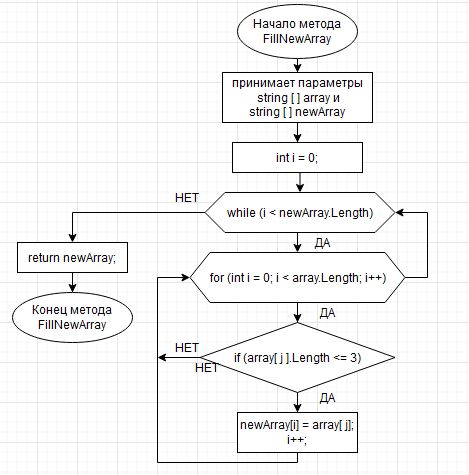 Начало метода
FillNewArray
принимает параметры
string [ ] array и
string [ ] newArray
int i = 0;
НЕТ
while (i < newArray.Length)
ДА
return newArray;
for (int i = 0; i < array.Length; i++)
Конец метода
FillNewArray
ДА
НЕТ
if (array[ j ].Length <= 3)
НЕТ
ДА
newArray[i] = array[ j];
i++;